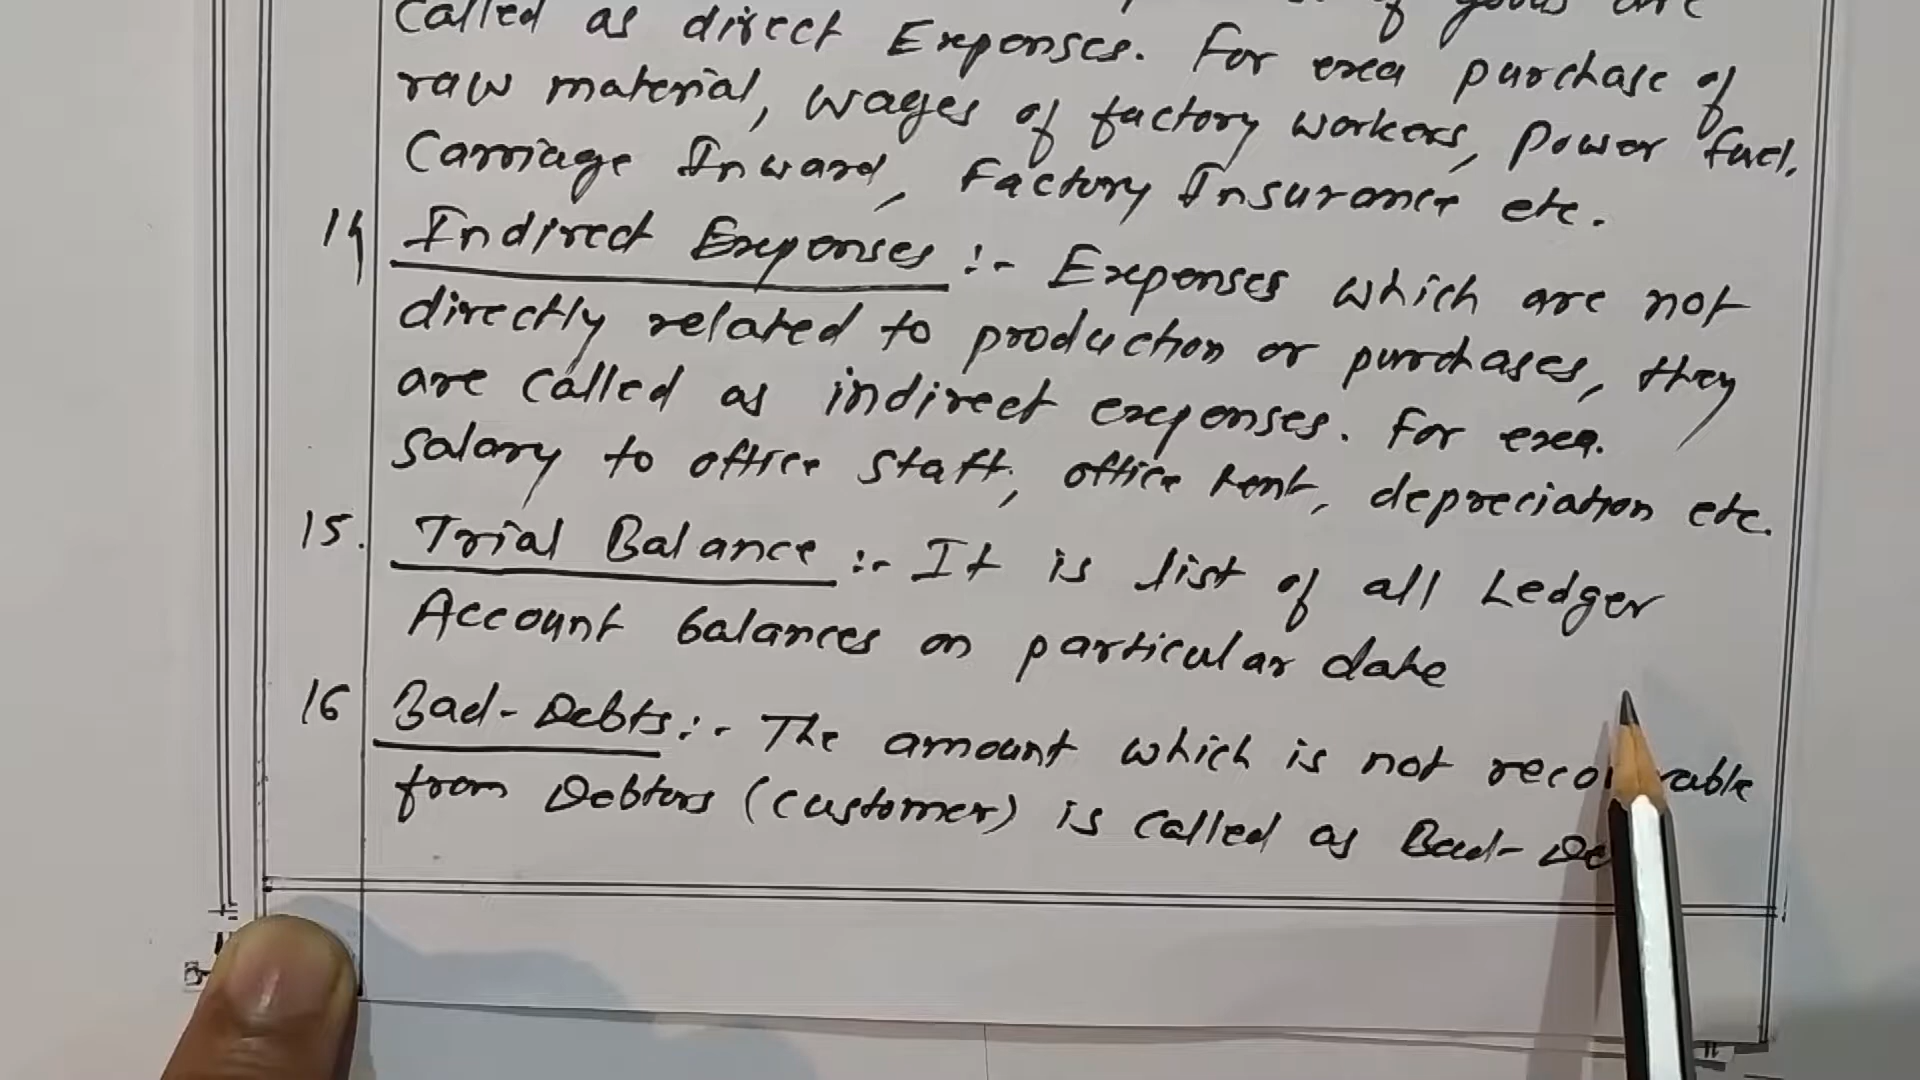 called as direct Expenses. For exa purchase of
raw material, wages of factory workers, Power fuel,
Carriage Inward, Factory Insurance etc.
14 Indirect Expenses :- Expenses which are not
directly related to production or purchases, they
are called as indirect expenses. For exa.
Salary to office staff, office Rent, depreciation etc.
15. Trial Balance :- It is list of all Ledger
Account balances on particular date
16 Bad-Debts :- The amount which is not
from Debtors (customer) is called as Bad-